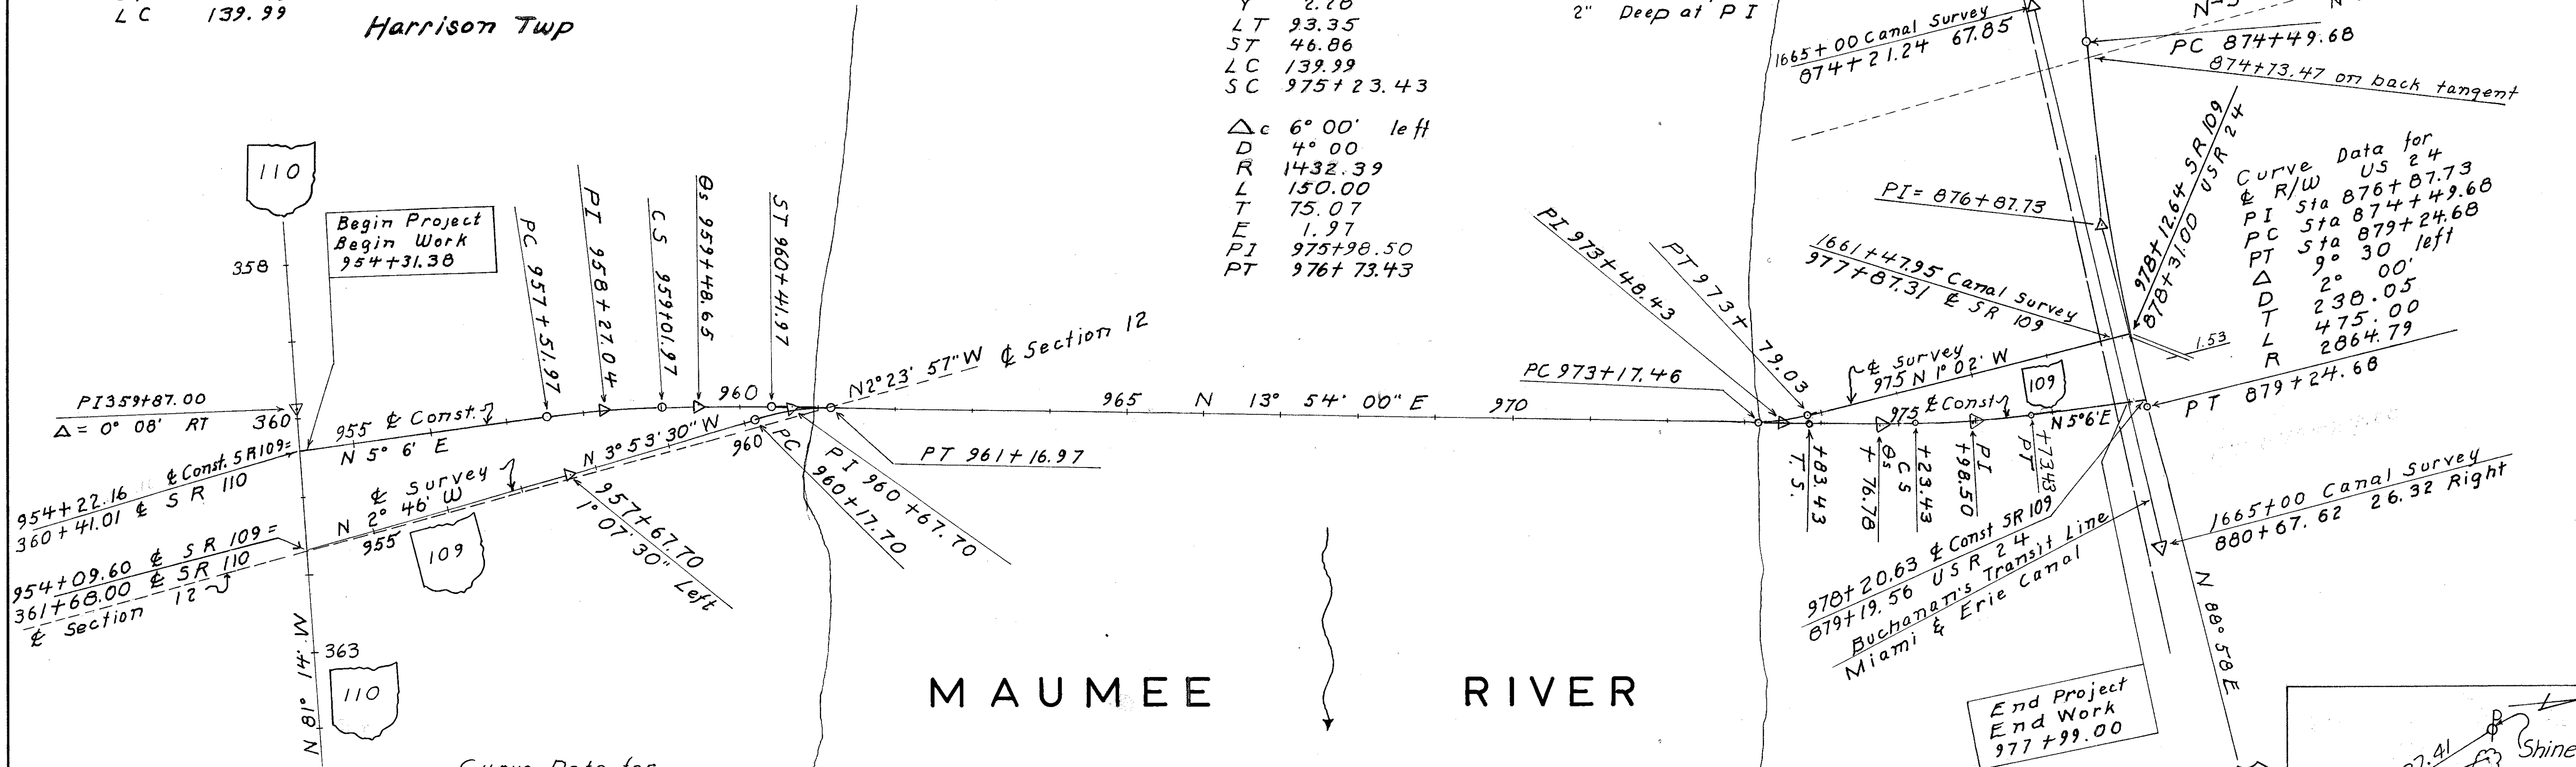 L C 139.99
Harrison Twp
110
Begin Project
Begin Work
954+31.38
358
PI 359+87.00
Δ = 0° 08' RT
360
955 ℄ Const.
N 5° 6' E
PC 957+51.97
PI 958+27.04
CS 959+01.97
θs 959+48.65
ST 960+41.97
960
N 2° 23' 57" W ℄ Section 12
954+22.16 ℄ Const. SR 109=
360+41.01 ℄ SR 110
954+09.60 ℄ SR 109=
361+68.00 ℄ SR 110
℄ Section 12
℄ Survey
N 2° 46' W
955
109
N 3° 53' 30" W
960
957+67.70
1° 07' 30" Left
PC 960+17.70
PI 960+67.70
PT 961+16.97
363
110
N 81° 14' W
965
N 13° 54' 00" E
970
Y 2.28
LT 93.35
ST 46.86
LC 139.99
SC 975+23.43
Δc 6° 00' left
D 4° 00
R 1432.39
L 150.00
T 75.07
E 1.97
PI 975+98.50
PT 976+73.43
MAUMEE RIVER
2" Deep at PI
1665+00 Canal Survey
874+21.24 67.85
PC 874+49.68
874+73.47 on back tangent
PI = 876+87.73
978+12.64 SR 109
878+31.00 USR 24
Curve Data for
℄ R/W US 24
PI Sta 876+87.73
PC Sta 874+49.68
PT Sta 879+24.68
Δ 9° 30 left
D 2° 00'
T 238.05
L 475.00
R 2864.79
1661+47.95 Canal Survey
977+87.31 ℄ SR 109
1.53
PI 973+48.43
PT 973+79.03
PC 973+17.46
℄ Survey
975 N 1° 02' W
109
975 ℄ Const
N 5° 6' E
PT 879+24.68
+83.43
T.S.
θs
+76.78
CS
+23.43
PI
+98.50
PT
+73.43
978+20.63 ℄ Const SR 109
879+19.56 USR 24
Buchanan's Transit Line
Miami & Erie Canal
1665+00 Canal Survey
880+67.62 26.32 Right
N 88° 58 E
End Project
End Work
977+99.00
Shine